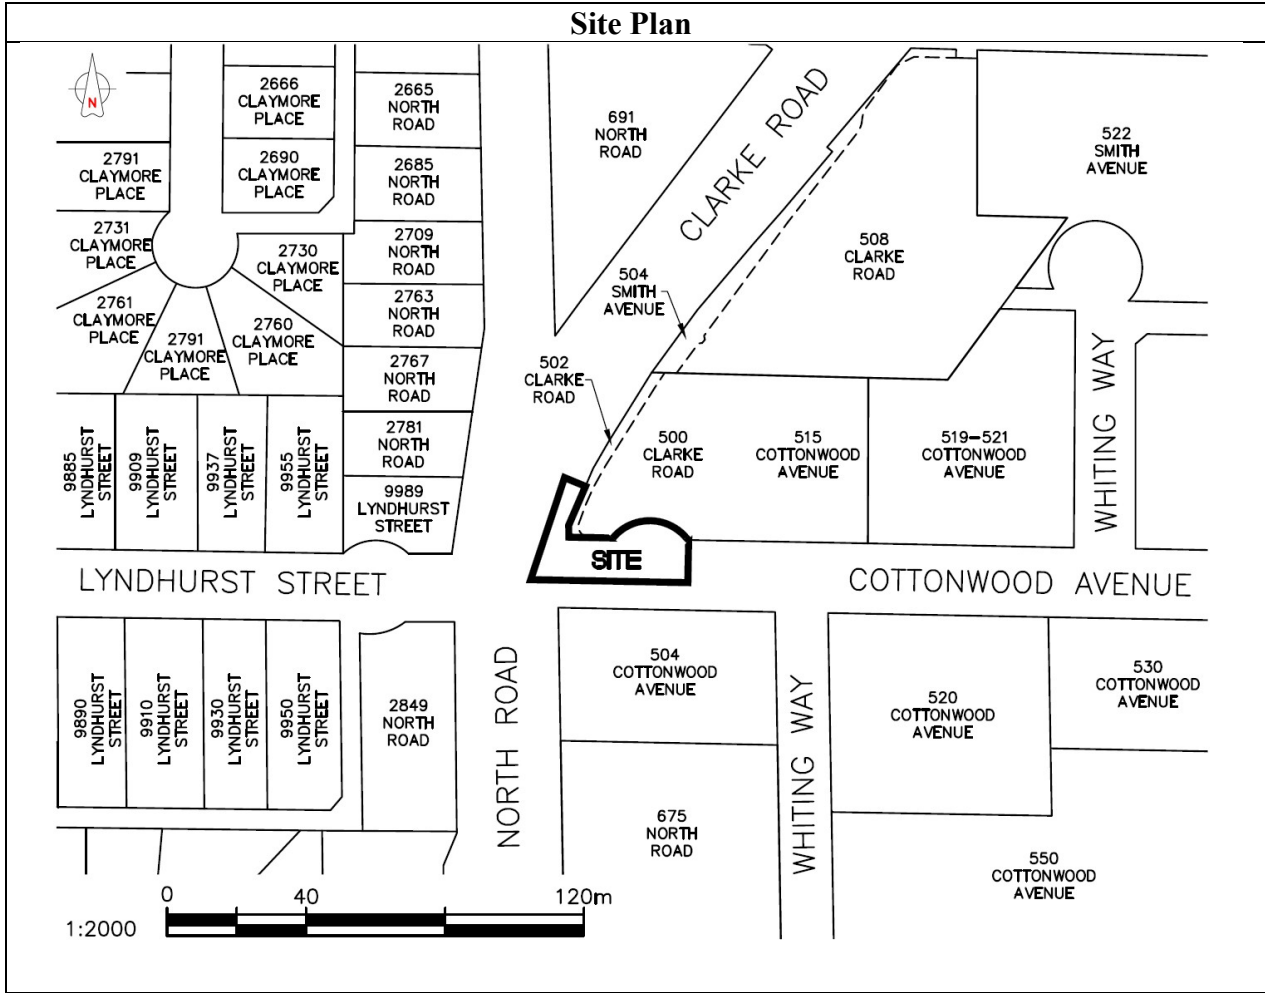 Site Plan
N
2666
CLAYMORE
PLACE
2665
NORTH
ROAD
691
NORTH
ROAD
CLARKE ROAD
522
SMITH
AVENUE
2791
CLAYMORE
PLACE
2690
CLAYMORE
PLACE
2685
NORTH
ROAD
2731
CLAYMORE
PLACE
2730
CLAYMORE
PLACE
2709
NORTH
ROAD
508
CLARKE
ROAD
504
SMITH
AVENUE
2761
CLAYMORE
PLACE
2791
CLAYMORE
PLACE
2760
CLAYMORE
PLACE
2763
NORTH
ROAD
2767
NORTH
ROAD
502
CLARKE
ROAD
2781
NORTH
ROAD
9885
LYNDHURST
STREET
9909
LYNDHURST
STREET
9937
LYNDHURST
STREET
9955
LYNDHURST
STREET
9989
LYNDHURST
STREET
500
CLARKE
ROAD
515
COTTONWOOD
AVENUE
519-521
COTTONWOOD
AVENUE
WHITING WAY
SITE
LYNDHURST STREET
COTTONWOOD AVENUE
9890
LYNDHURST
STREET
9910
LYNDHURST
STREET
9930
LYNDHURST
STREET
9950
LYNDHURST
STREET
2849
NORTH
ROAD
NORTH ROAD
504
COTTONWOOD
AVENUE
WHITING WAY
520
COTTONWOOD
AVENUE
530
COTTONWOOD
AVENUE
675
NORTH
ROAD
550
COTTONWOOD
AVENUE
0 40 120m
1:2000